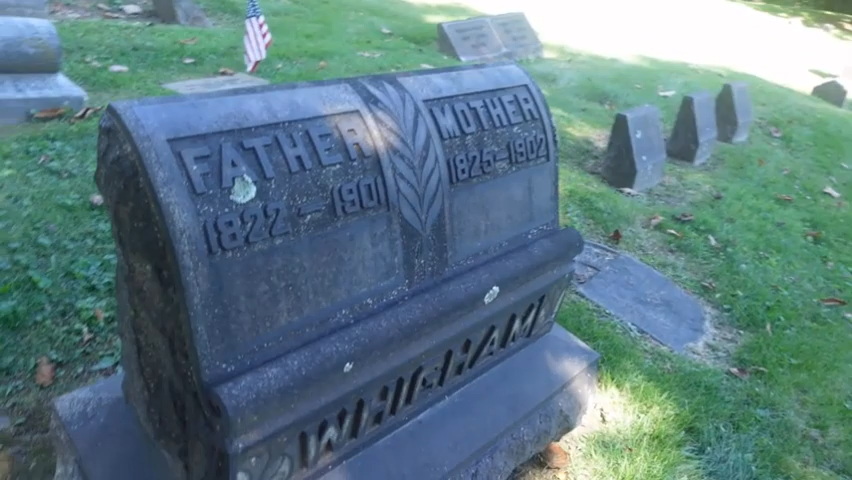 FATHER
1822 – 1901
MOTHER
1825 – 1902
WHIGHAM